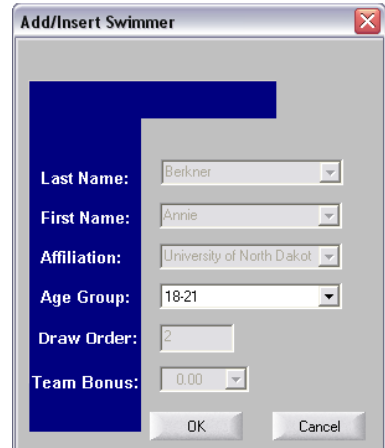 Add/Insert Swimmer
Last Name: Berkner
First Name: Annie
Affiliation: University of North Dakot
Age Group: 18-21
Draw Order: 2
Team Bonus: 0.00
OK Cancel